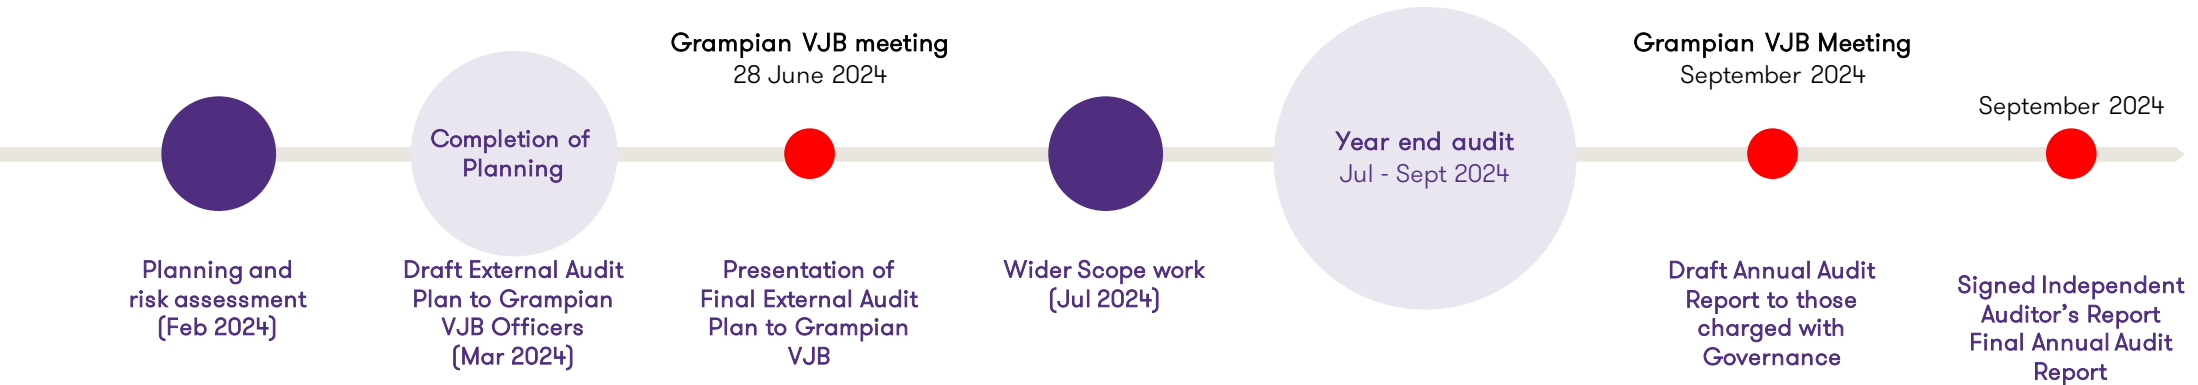 Planning and
risk assessment
(Feb 2024)
Completion of
Planning
Draft External Audit
Plan to Grampian
VJB Officers
(Mar 2024)
Grampian VJB meeting
28 June 2024
Presentation of
Final External Audit
Plan to Grampian
VJB
Wider Scope work
(Jul 2024)
Year end audit
Jul - Sept 2024
Grampian VJB Meeting
September 2024
Draft Annual Audit
Report to those
charged with
Governance
September 2024
Signed Independent
Auditor’s Report
Final Annual Audit
Report